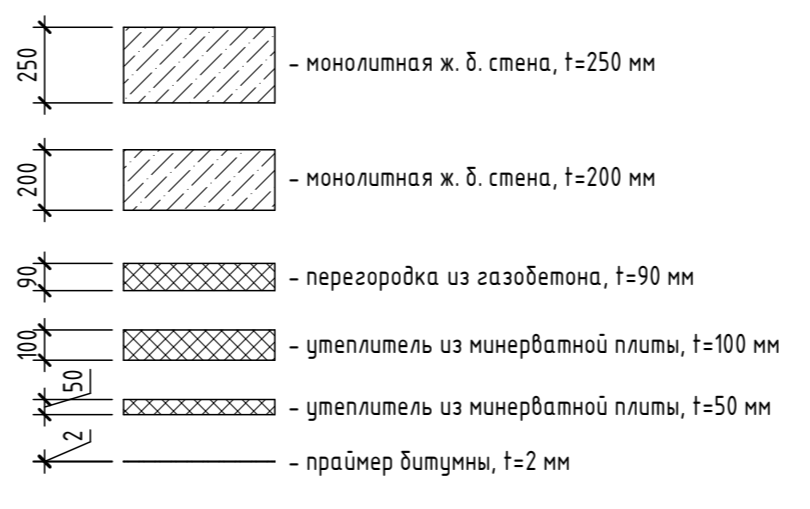 250
– монолитная ж. б. стена, t=250 мм
200
– монолитная ж. б. стена, t=200 мм
90
– перегородка из газобетона, t=90 мм
100
– утеплитель из минерватной плиты, t=100 мм
50
– утеплитель из минерватной плиты, t=50 мм
2
– праймер битумны, t=2 мм